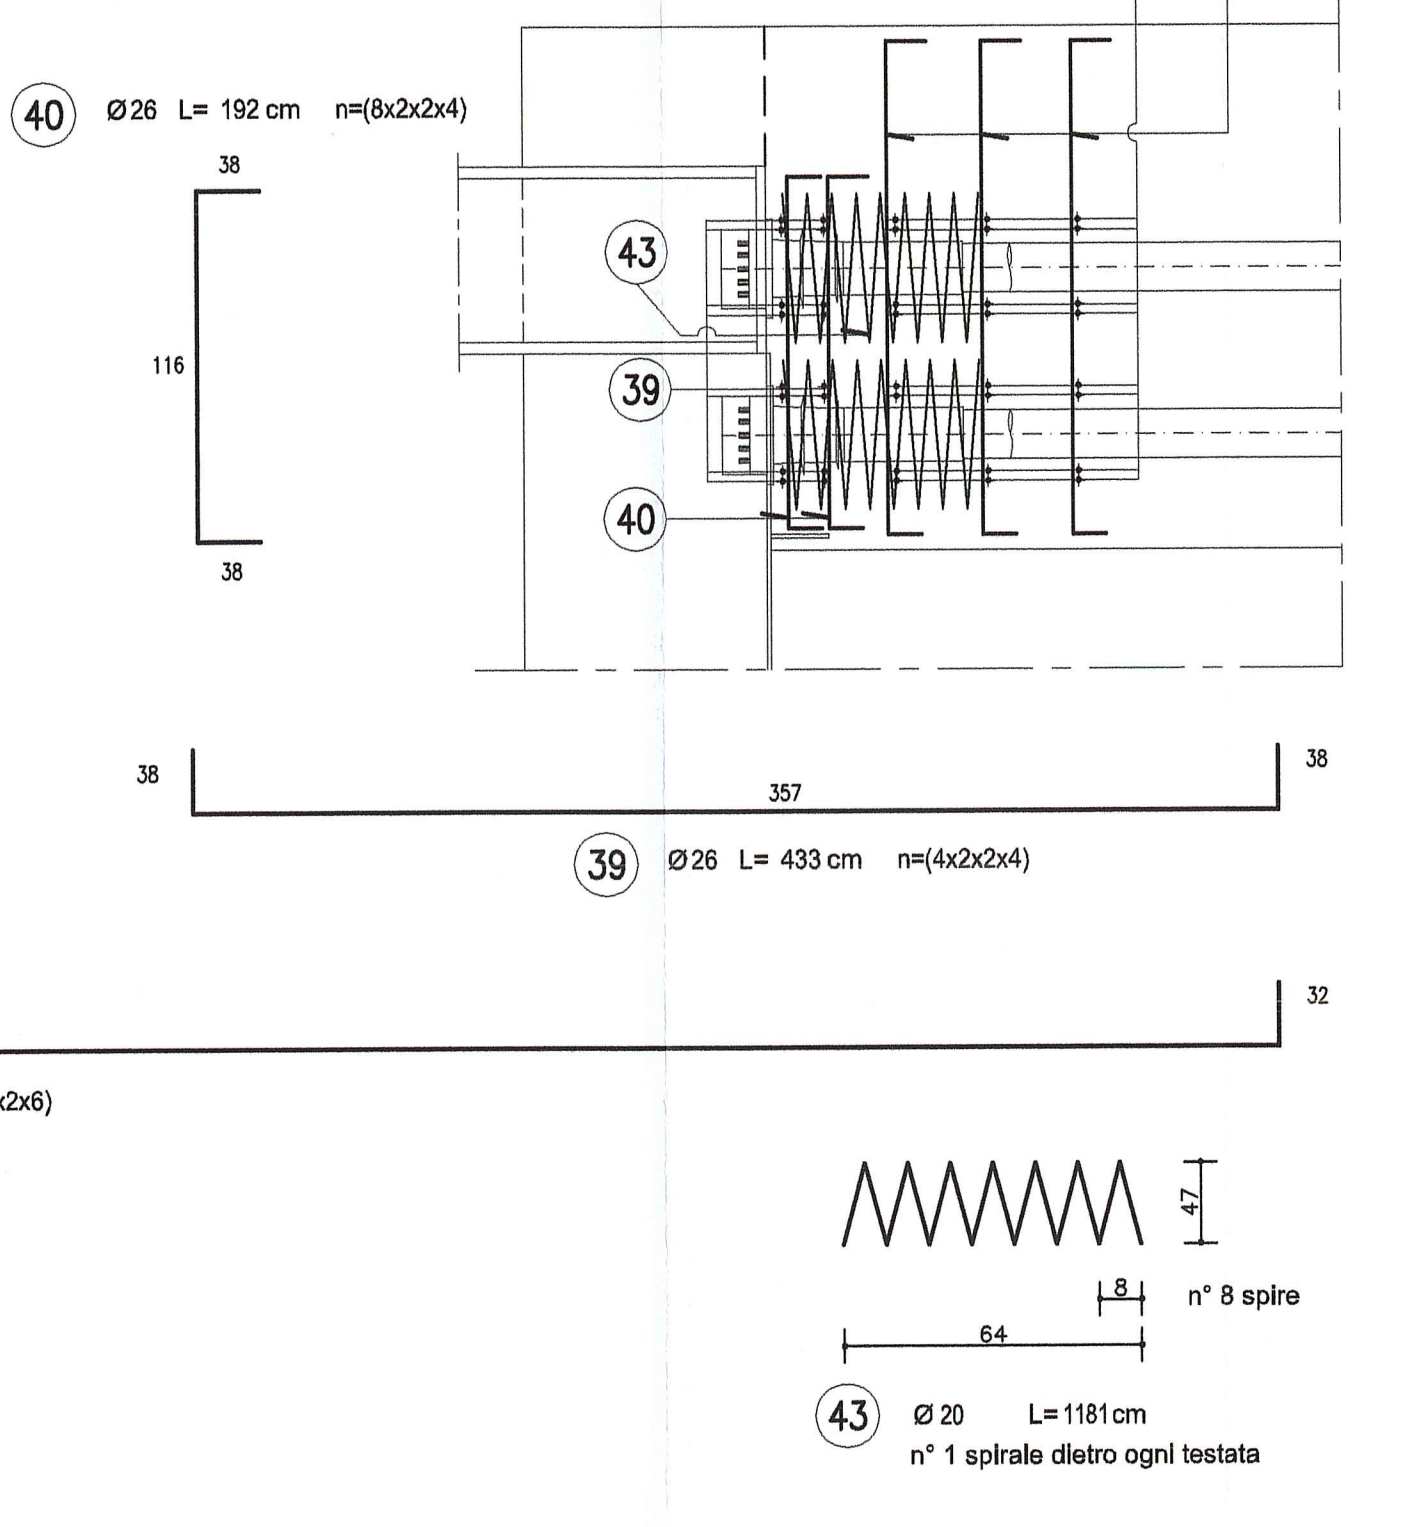 40 Ø26 L= 192 cm n=(8x2x2x4)
38
116
38
43
39
40
38
357
38
39 Ø26 L= 433 cm n=(4x2x2x4)
32
x2x6)
47
8
n° 8 spire
64
43 Ø 20 L= 1181 cm
n° 1 spirale dietro ogni testata